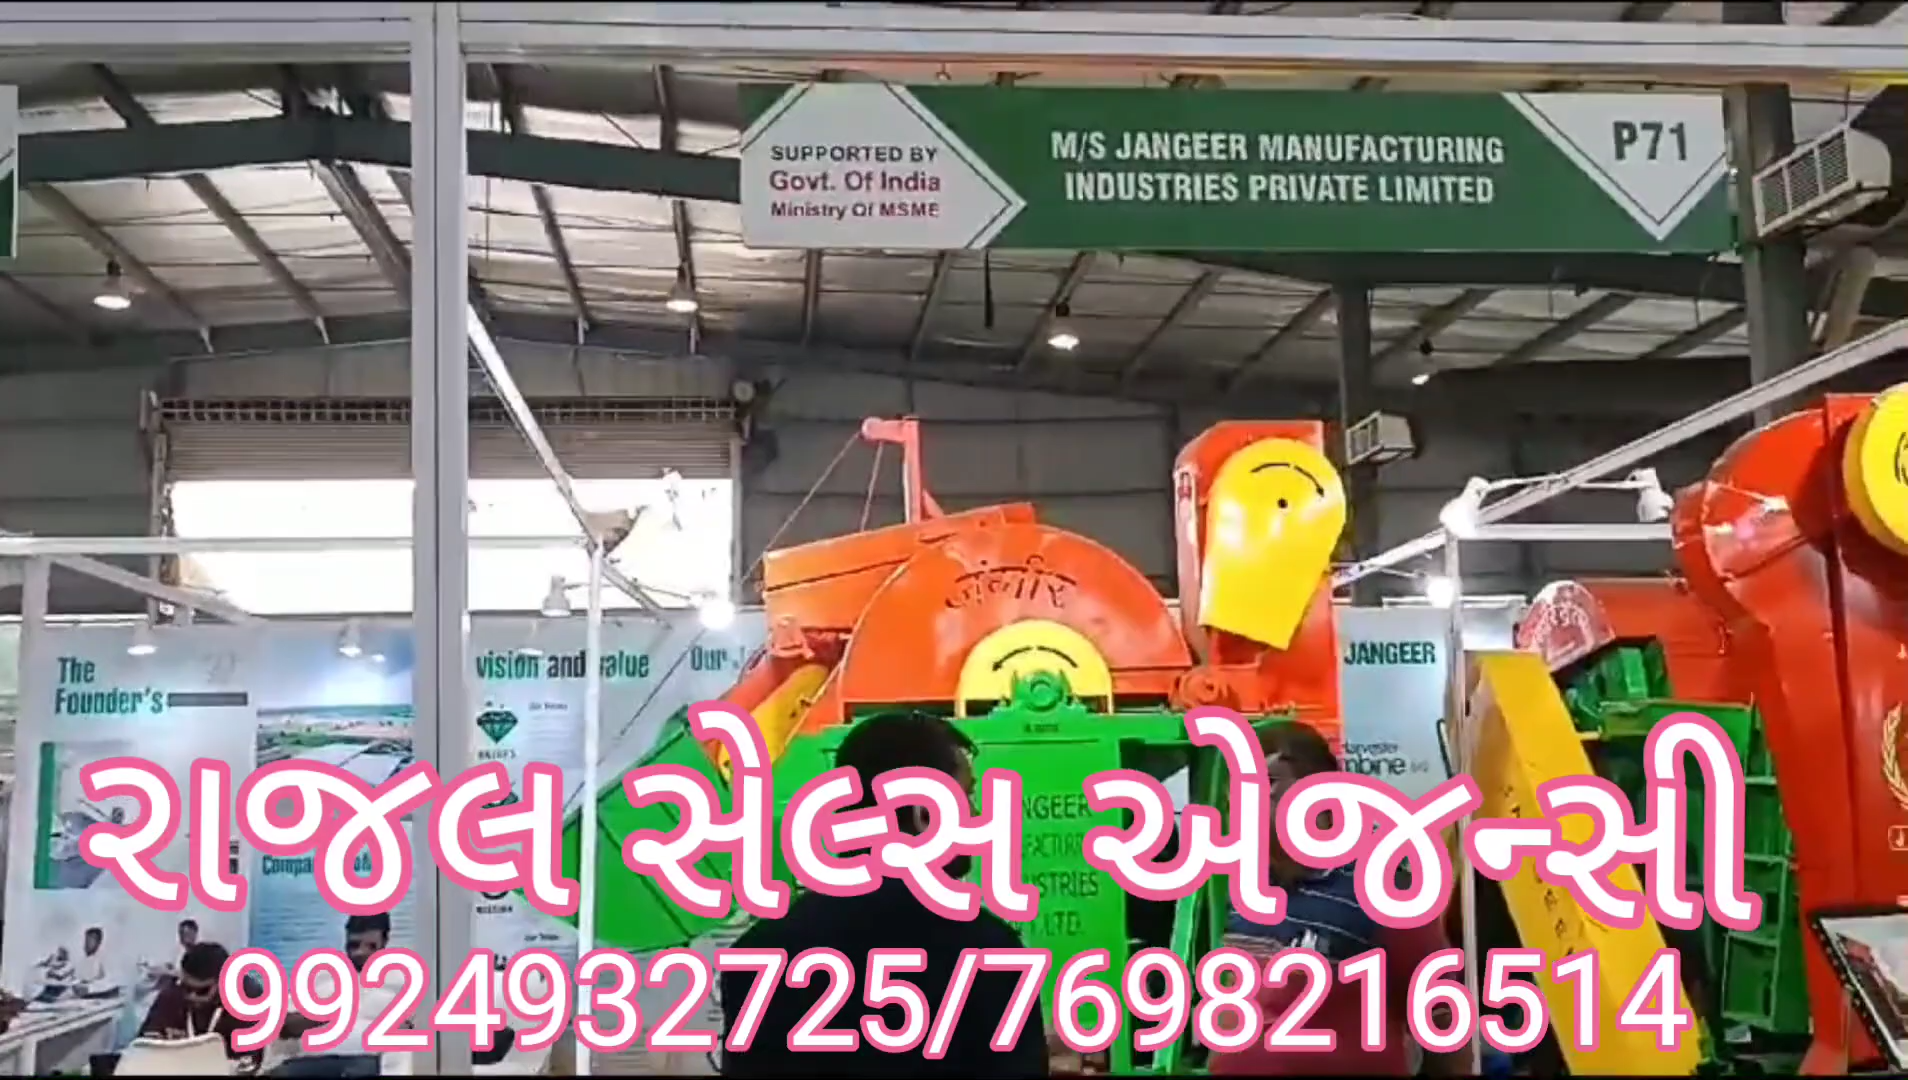 SUPPORTED BY
Govt. Of India
Ministry Of MSME
M/S JANGEER MANUFACTURING
INDUSTRIES PRIVATE LIMITED
P71
जंगीर
The
Founder's
vision and value
Our
JANGEER
રાજલ સેલ્સ એજન્સી
9924932725/7698216514